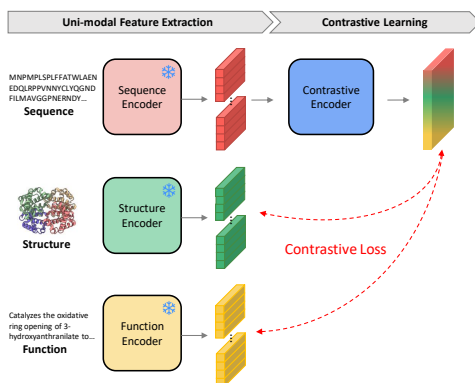 Uni-modal Feature Extraction
Contrastive Learning
MNPMPLSPLFFATWLAEN
EDQLRPPVNNYCLYQGND
FILMAVGGPNERNDY...
Sequence
Sequence
Encoder
Contrastive
Encoder
Structure
Structure
Encoder
Contrastive Loss
Catalyzes the oxidative
ring opening of 3-
hydroxyanthranilate to...
Function
Function
Encoder